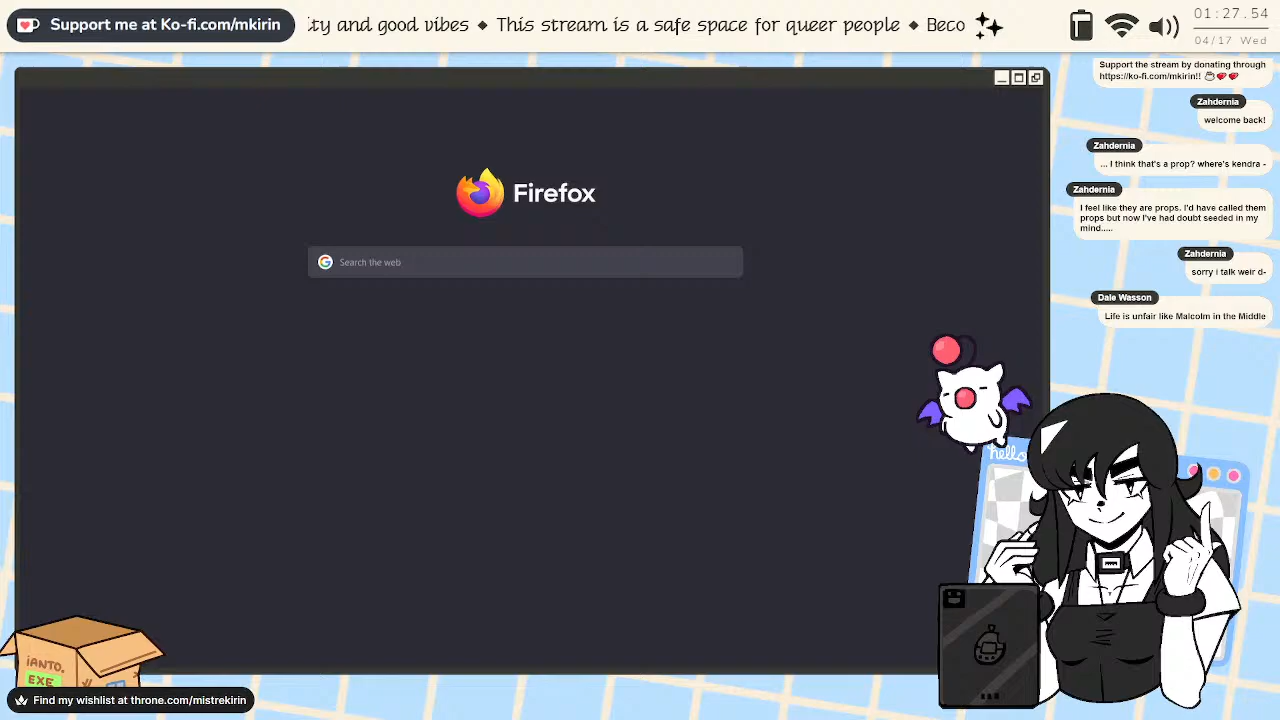 Support me at Ko-fi.com/mkirin
ty and good vibes ◆ This stream is a safe space for queer people ◆ Beco
01:27.54
04/17 Wed
Support the stream by donating through
https://ko-fi.com/mkirin!! ☕💖💖
Zahdernia
welcome back!
Zahdernia
... I think that's a prop? where's kendra -
Zahdernia
I feel like they are props. I'd have called them
props but now I've had doubt seeded in my
mind.....
Zahdernia
sorry i talk weir d-
Dale Wasson
Life is unfair like Malcolm in the Middle
Firefox
Search the web
hello
iANTO.
EXE
Find my wishlist at throne.com/mistrekirin